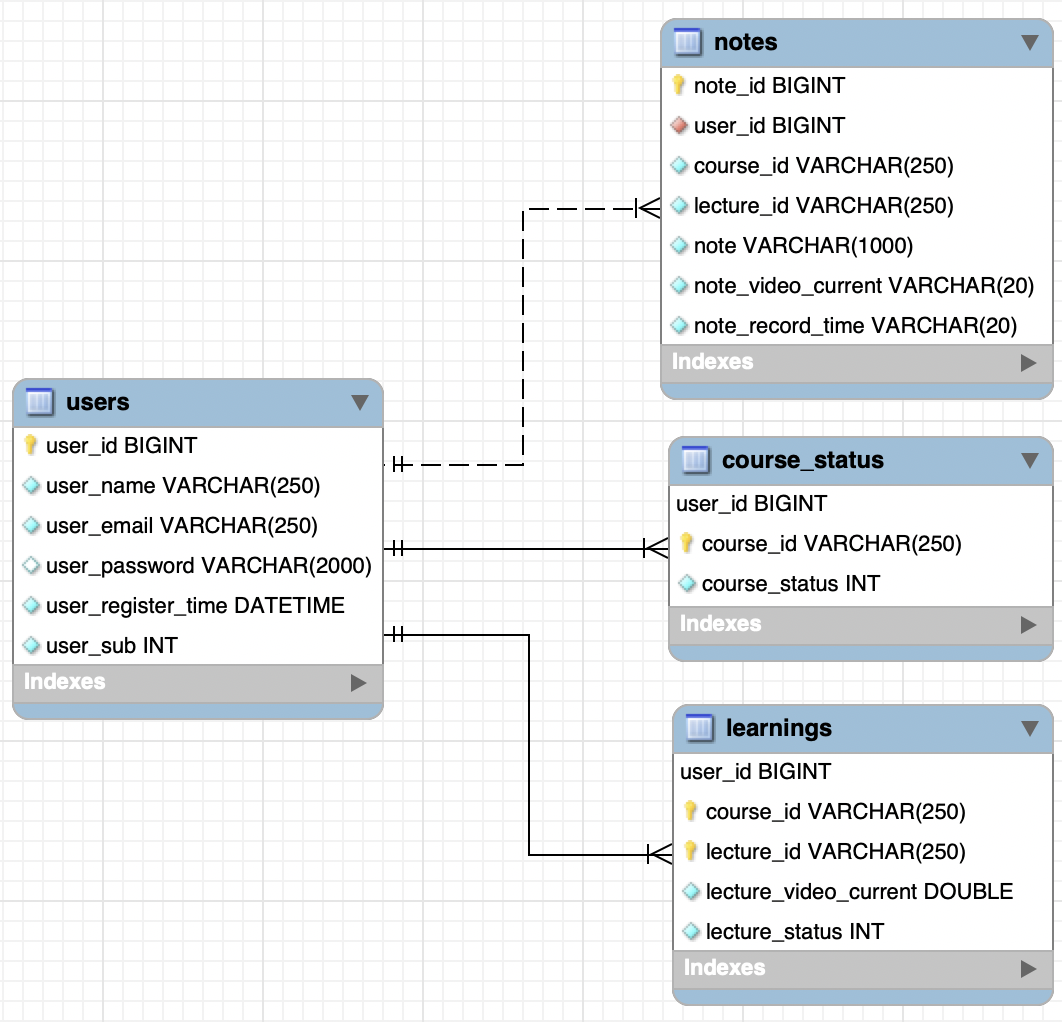 notes
note_id BIGINT
user_id BIGINT
course_id VARCHAR(250)
lecture_id VARCHAR(250)
note VARCHAR(1000)
note_video_current VARCHAR(20)
note_record_time VARCHAR(20)
Indexes
users
user_id BIGINT
user_name VARCHAR(250)
user_email VARCHAR(250)
user_password VARCHAR(2000)
user_register_time DATETIME
user_sub INT
Indexes
course_status
user_id BIGINT
course_id VARCHAR(250)
course_status INT
Indexes
learnings
user_id BIGINT
course_id VARCHAR(250)
lecture_id VARCHAR(250)
lecture_video_current DOUBLE
lecture_status INT
Indexes